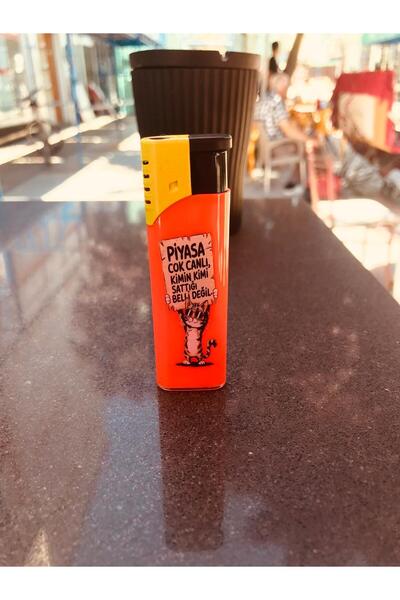 PİYASA
ÇOK CANLI,
KİMİN KİMİ
SATTIĞI
BELLİ DEĞİL.